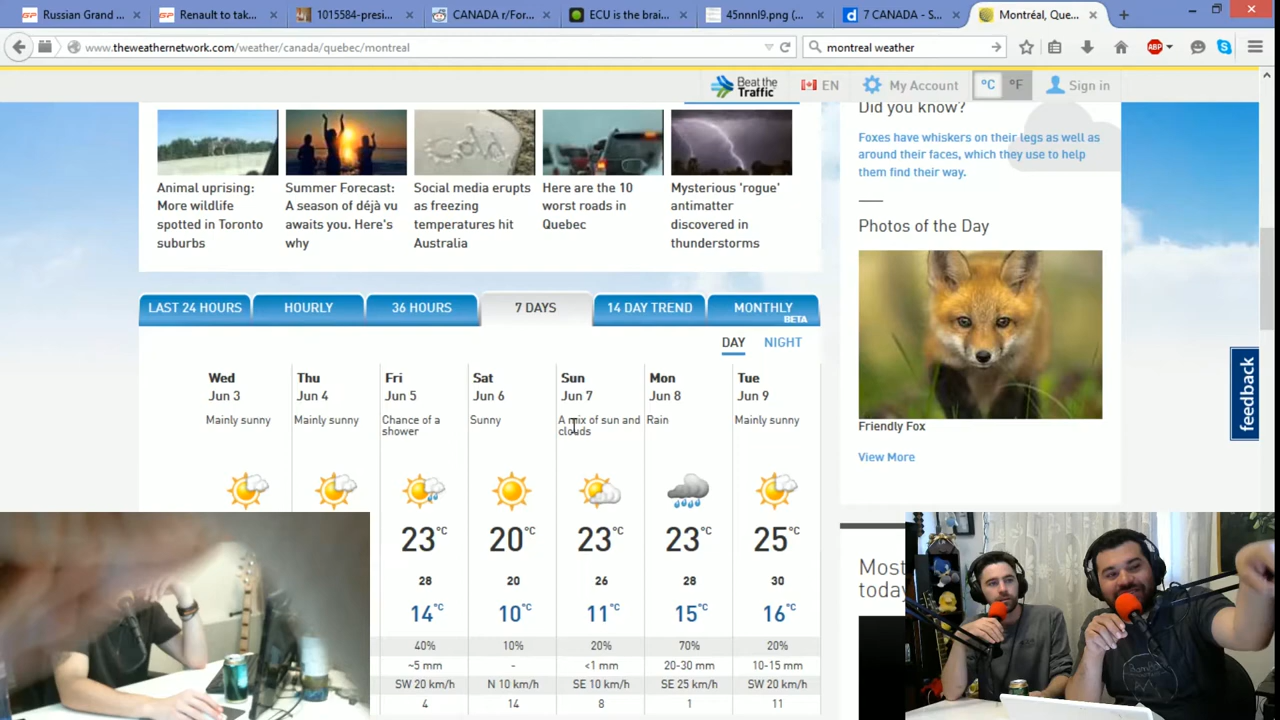 Russian Grand ...
Renault to tak...
1015584-presi...
CANADA r/For...
ECU is the brai...
45nnnl9.png (...
7 CANADA - S...
Montréal, Que...
www.theweathernetwork.com/weather/canada/quebec/montreal
montreal weather
ABP
Beat the
Traffic
EN
My Account
°C
°F
Sign in
Animal uprising:
More wildlife
spotted in Toronto
suburbs
Summer Forecast:
A season of déjà vu
awaits you. Here's
why
Social media erupts
as freezing
temperatures hit
Australia
Here are the 10
worst roads in
Quebec
Mysterious 'rogue'
antimatter
discovered in
thunderstorms
Did you know?
Foxes have whiskers on their legs as well as
around their faces, which they use to help
them find their way.
Photos of the Day
Friendly Fox
View More
feedback
LAST 24 HOURS
HOURLY
36 HOURS
7 DAYS
14 DAY TREND
MONTHLY
BETA
DAY
NIGHT
Wed Thu Fri Sat Sun Mon Tue
Jun 3 Jun 4 Jun 5 Jun 6 Jun 7 Jun 8 Jun 9
Mainly sunny
Mainly sunny
Chance of a
shower
Sunny
A mix of sun and
clouds
Rain
Mainly sunny
23°C 20°C 23°C 23°C 25°C
28 20 26 28 30
14°C 10°C 11°C 15°C 16°C
40% 10% 20% 70% 20%
~5 mm - <1 mm 20-30 mm 10-15 mm
SW 20 km/h N 10 km/h SE 10 km/h SE 25 km/h SW 20 km/h
4 14 8 1 11
Most
today